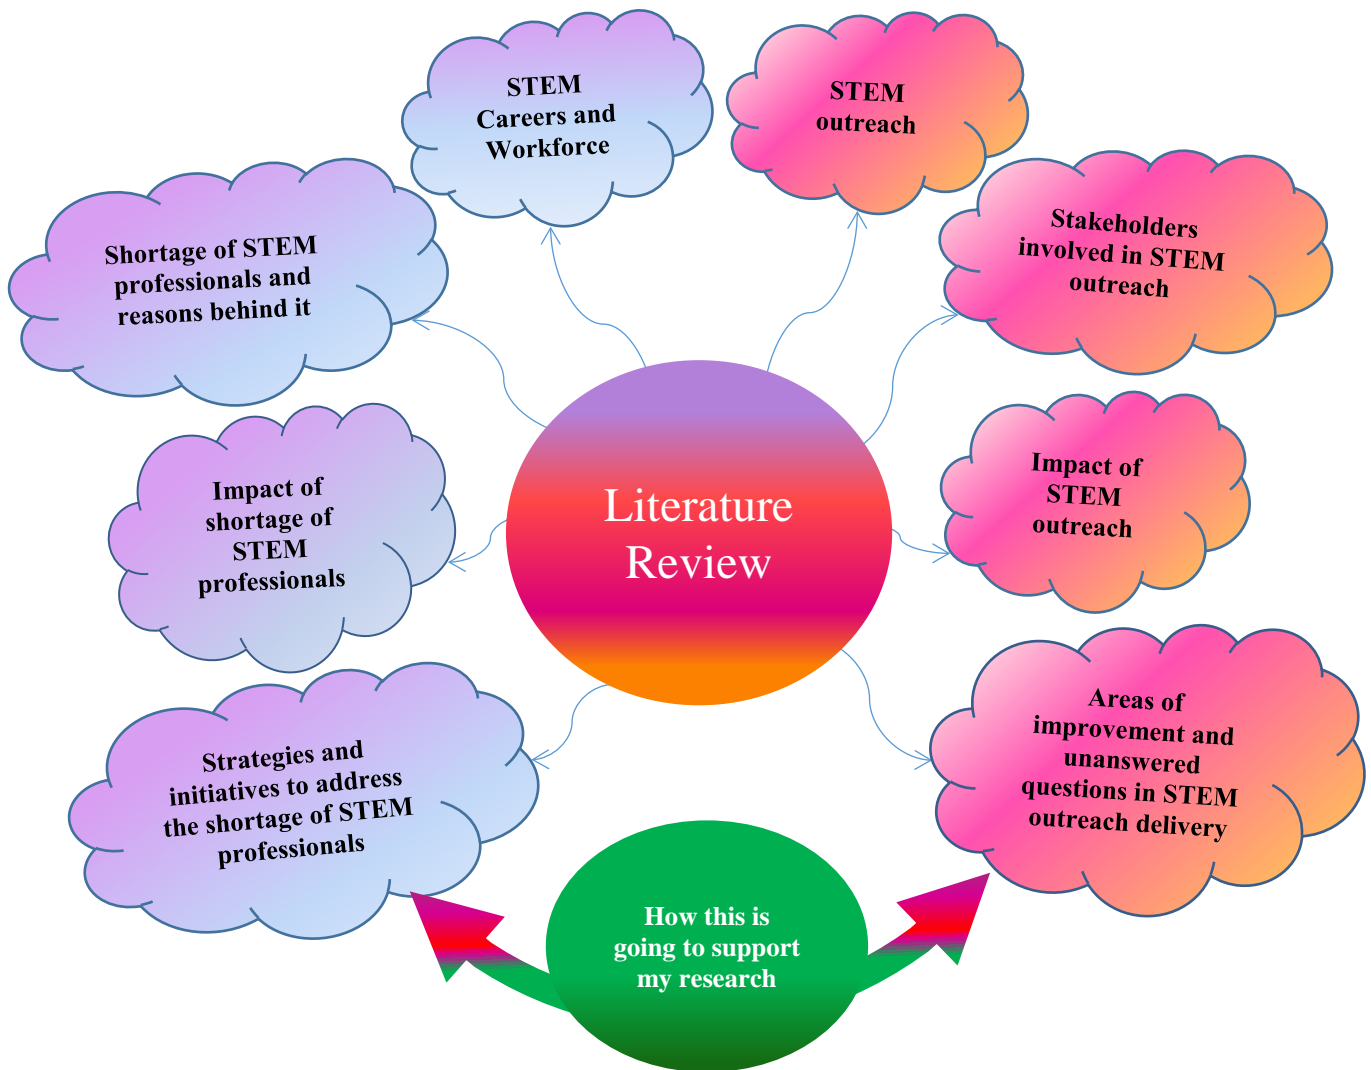 STEM
Careers and
Workforce
STEM
outreach
Shortage of STEM
professionals and
reasons behind it
Stakeholders
involved in STEM
outreach
Impact of
shortage of
STEM
professionals
Literature
Review
Impact of
STEM
outreach
Strategies and
initiatives to address
the shortage of STEM
professionals
Areas of
improvement and
unanswered
questions in STEM
outreach delivery
How this is
going to support
my research